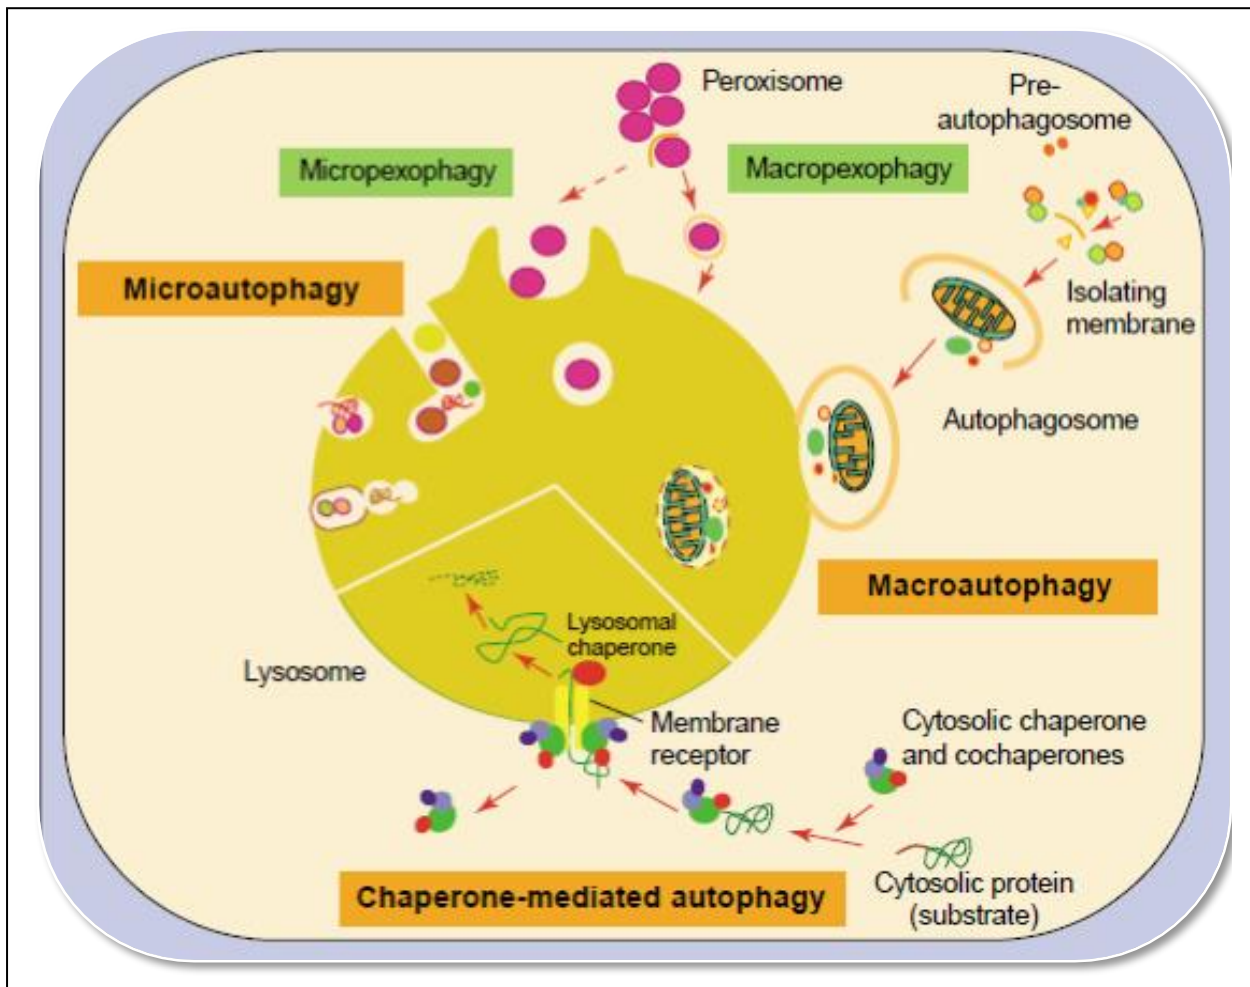 Peroxisome
Pre-
autophagosome
Micropexophagy
Macropexophagy
Microautophagy
Isolating
membrane
Autophagosome
Macroautophagy
Lysosomal
chaperone
Lysosome
Membrane
receptor
Cytosolic chaperone
and cochaperones
Chaperone-mediated autophagy
Cytosolic protein
(substrate)